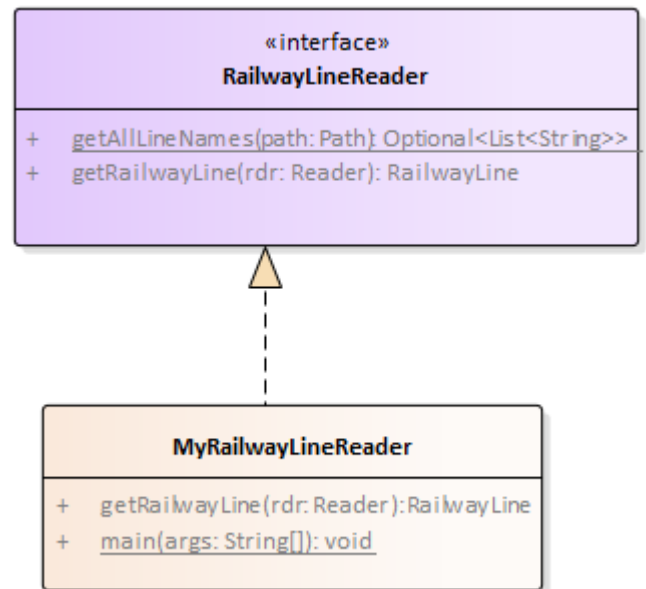 «interface»
RailwayLineReader
+ getAllLineNames(path: Path): Optional<List<String>>
+ getRailwayLine(rdr: Reader): RailwayLine
MyRailwayLineReader
+ getRailwayLine(rdr: Reader):RailwayLine
+ main(args: String[]): void